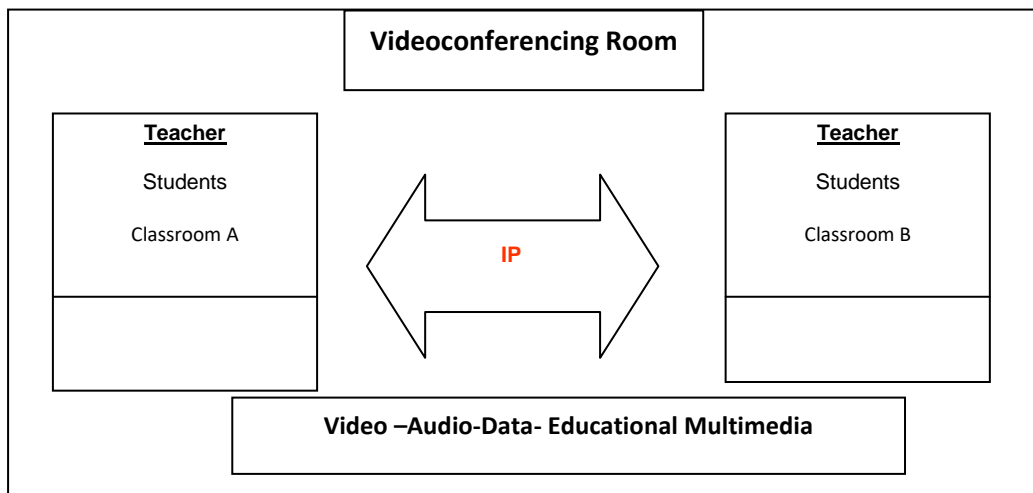 Videoconferencing Room
Teacher
Students
Classroom A
IP
Teacher
Students
Classroom B
Video –Audio-Data- Educational Multimedia